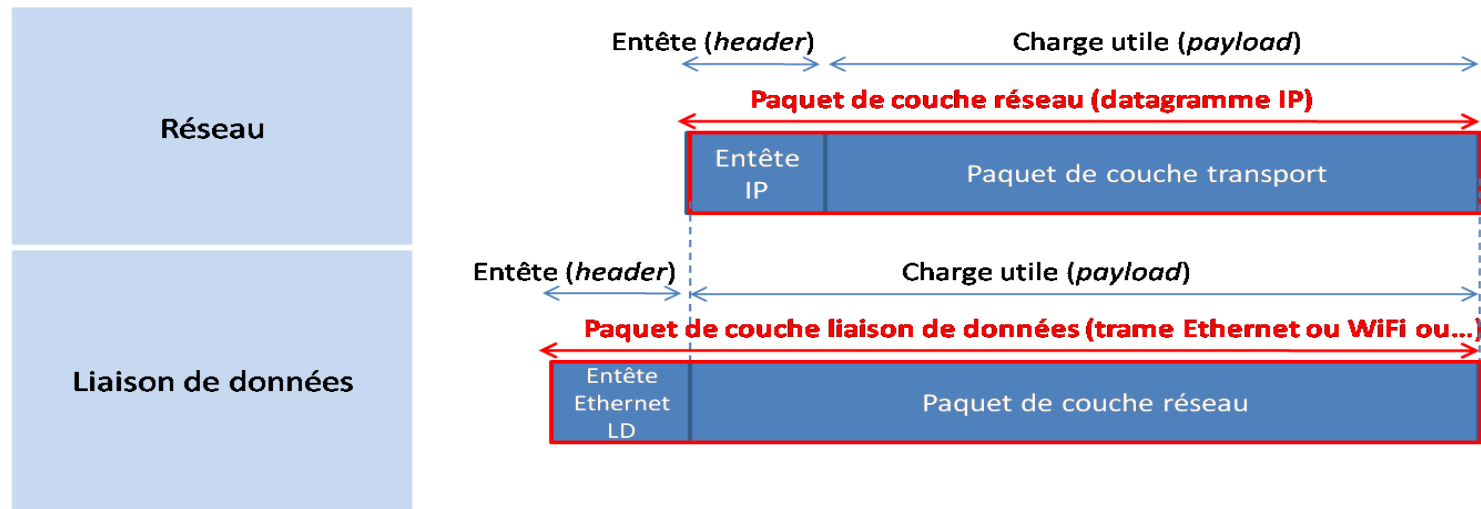 Entête (header)
Charge utile (payload)
Paquet de couche réseau (datagramme IP)
Réseau
Entête
IP
Paquet de couche transport
Entête (header)
Charge utile (payload)
Paquet de couche liaison de données (trame Ethernet ou WiFi ou...)
Liaison de données
Entête
Ethernet
LD
Paquet de couche réseau